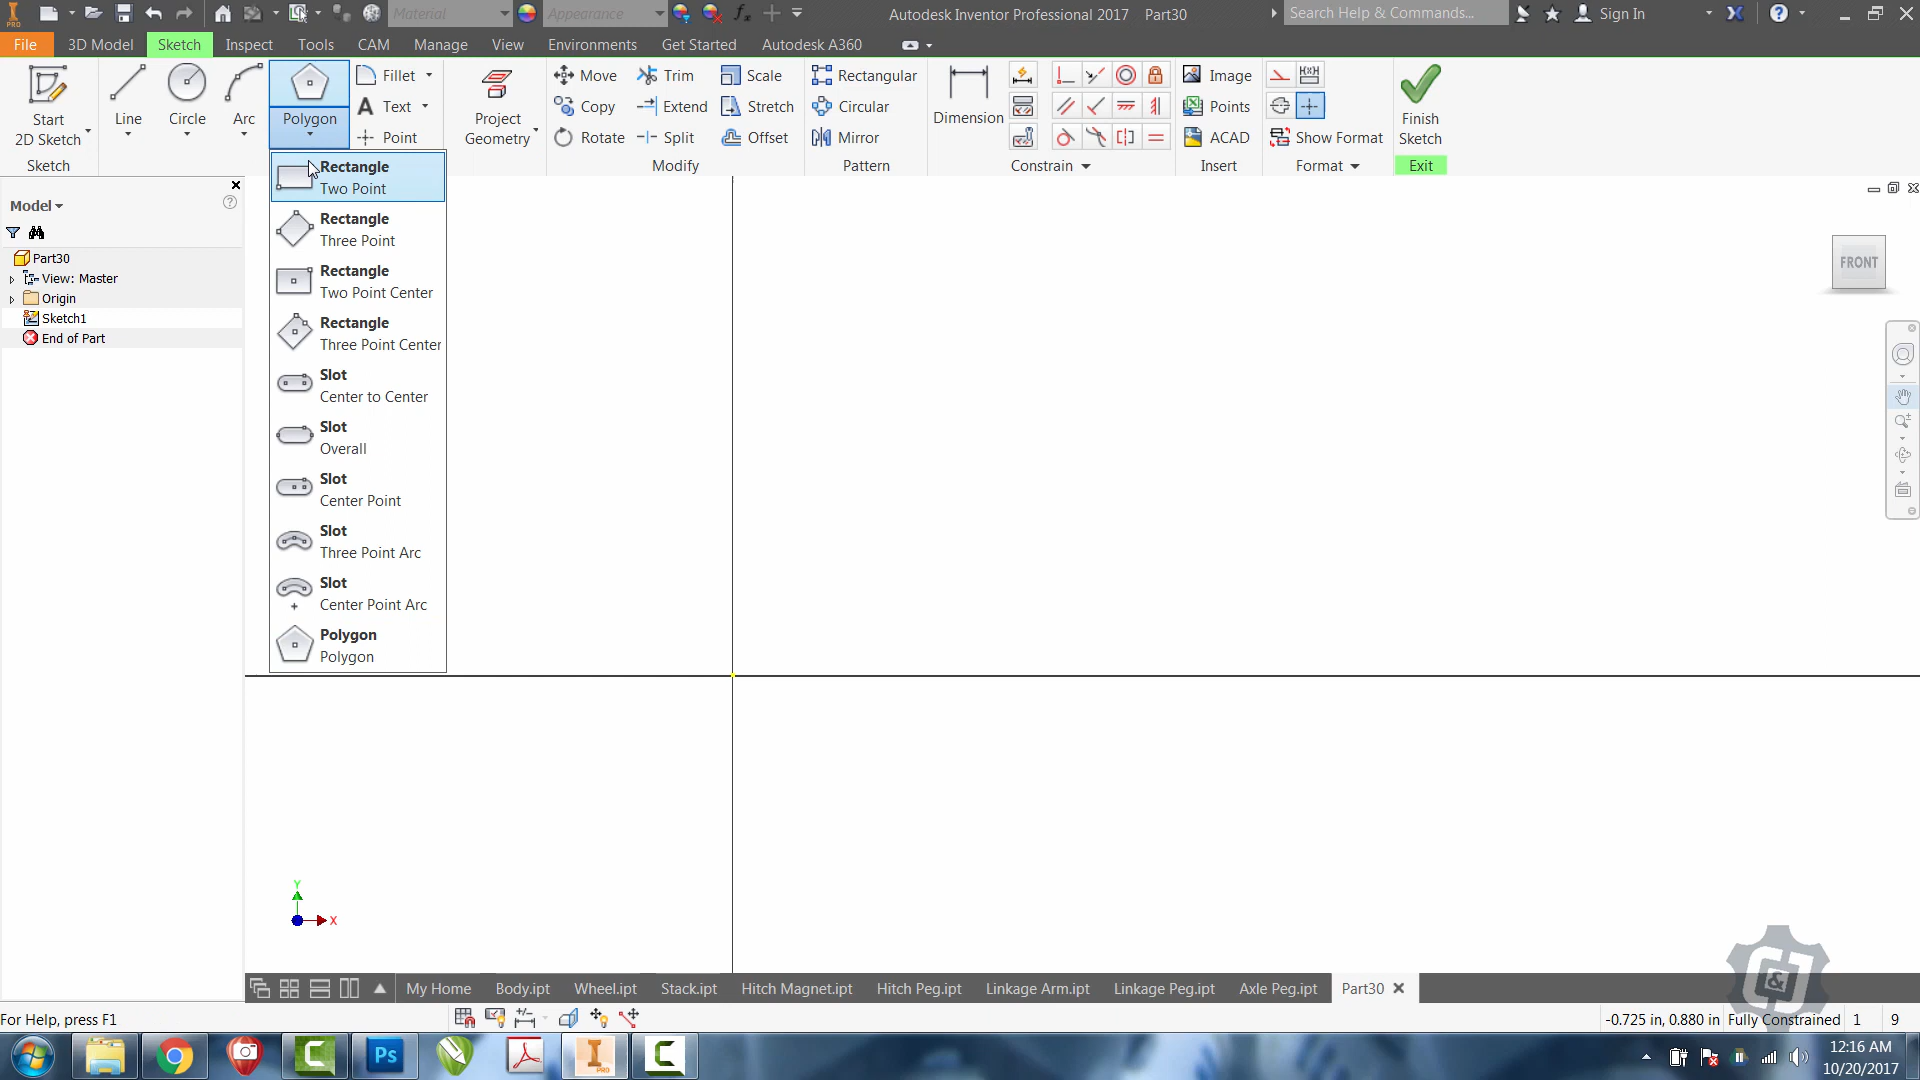 PRO
Material
Appearance
fx
Autodesk Inventor Professional 2017 Part30
Search Help & Commands...
Sign In
File
3D Model
Sketch
Inspect
Tools
CAM
Manage
View
Environments
Get Started
Autodesk A360
Start
2D Sketch
Sketch
Line
Circle
Arc
Polygon
Fillet
Text
Point
Project
Geometry
Move
Copy
Rotate
Trim
Extend
Split
Scale
Stretch
Offset
Modify
Rectangular
Circular
Mirror
Pattern
Dimension
Constrain
Image
Points
ACAD
Insert
Show Format
Format
Finish
Sketch
Exit
Rectangle
Two Point
Rectangle
Three Point
Rectangle
Two Point Center
Rectangle
Three Point Center
Slot
Center to Center
Slot
Overall
Slot
Center Point
Slot
Three Point Arc
Slot
Center Point Arc
Polygon
Polygon
Model
Part30
View: Master
Origin
Sketch1
End of Part
FRONT
Y
X
My Home
Body.ipt
Wheel.ipt
Stack.ipt
Hitch Magnet.ipt
Hitch Peg.ipt
Linkage Arm.ipt
Linkage Peg.ipt
Axle Peg.ipt
Part30
For Help, press F1
-0.725 in, 0.880 in Fully Constrained 1 9
Ps
PRO
12:16 AM
10/20/2017